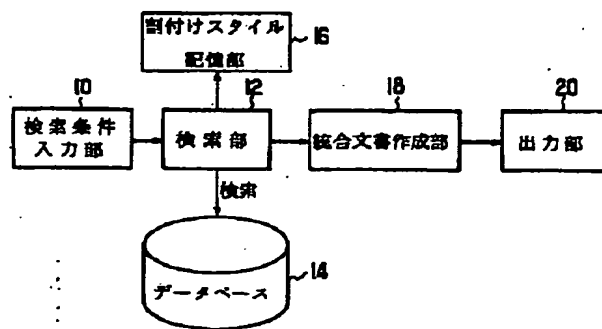 割付けスタイル
記憶部
16
10
検索条件
入力部
12
検索部
18
統合文書作成部
20
出力部
検索
データベース
14